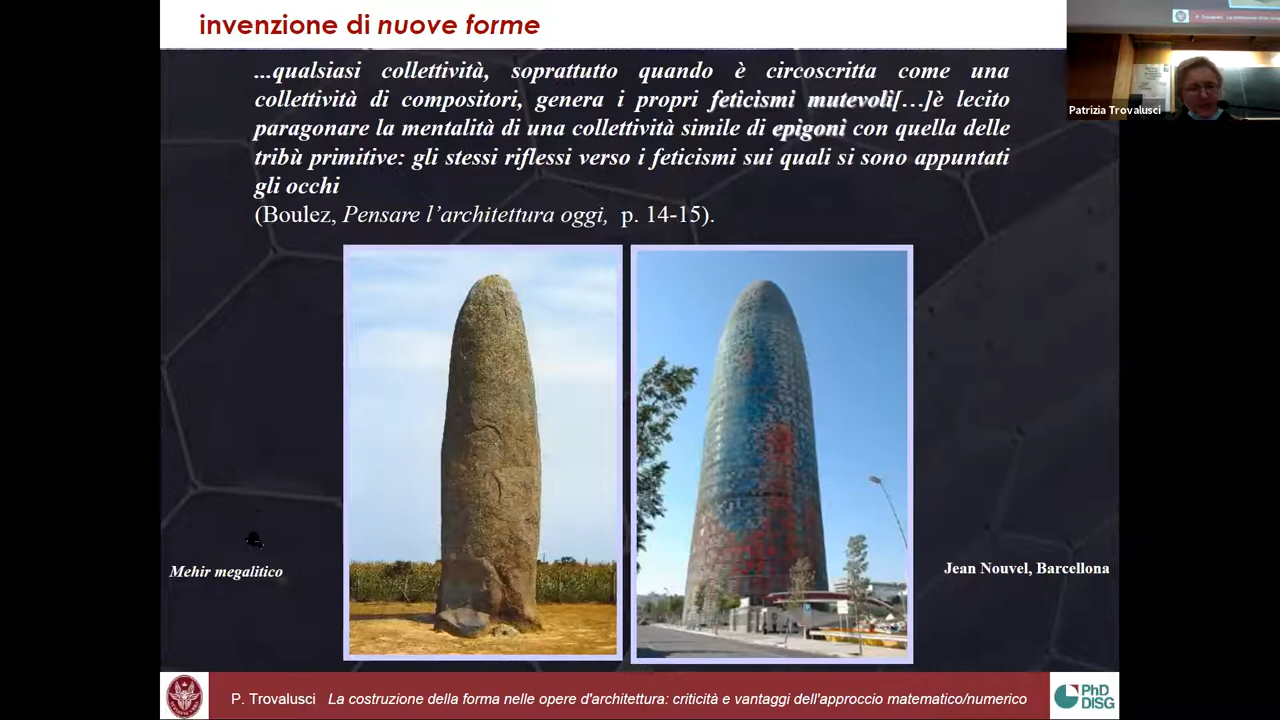 invenzione di nuove forme
...qualsiasi collettività, soprattutto quando è circoscritta come una
collettività di compositori, genera i propri feticismi mutevoli[…]è lecito
paragonare la mentalità di una collettività simile di epigoni con quella delle
tribù primitive: gli stessi riflessi verso i feticismi sui quali si sono appuntati
gli occhi
(Boulez, Pensare l’architettura oggi, p. 14-15).
Patrizia Trovalusci
Mehir megalitico
Jean Nouvel, Barcellona
P. Trovalusci La costruzione della forma nelle opere d'architettura: criticità e vantaggi dell'approccio matematico/numerico
PhD
DISG